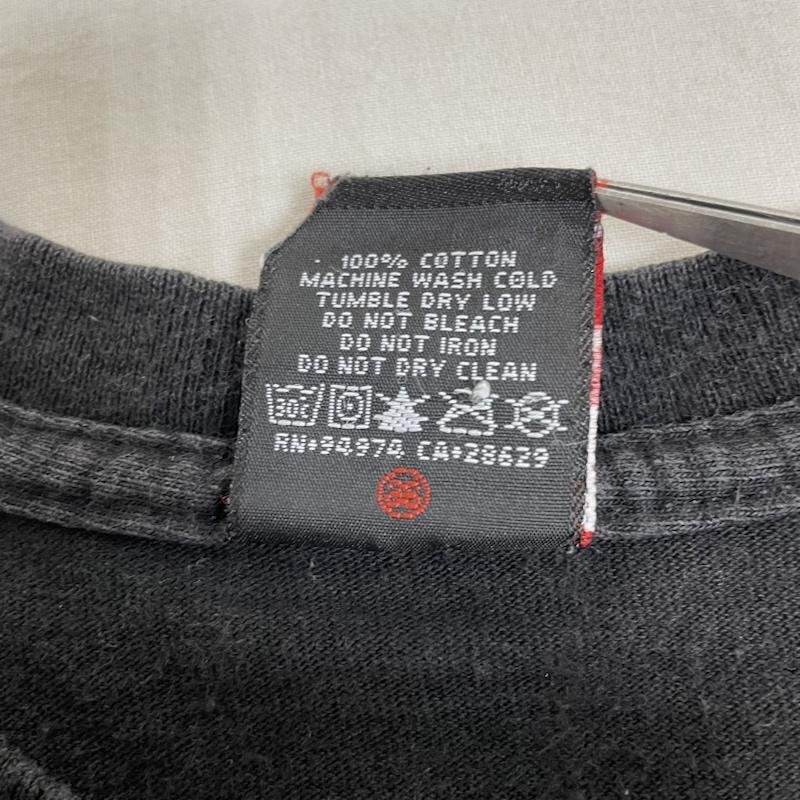 100% COTTON
MACHINE WASH COLD
TUMBLE DRY LOW
DO NOT BLEACH
DO NOT IRON
DO NOT DRY CLEAN
30c
RN#94974 CA#28629